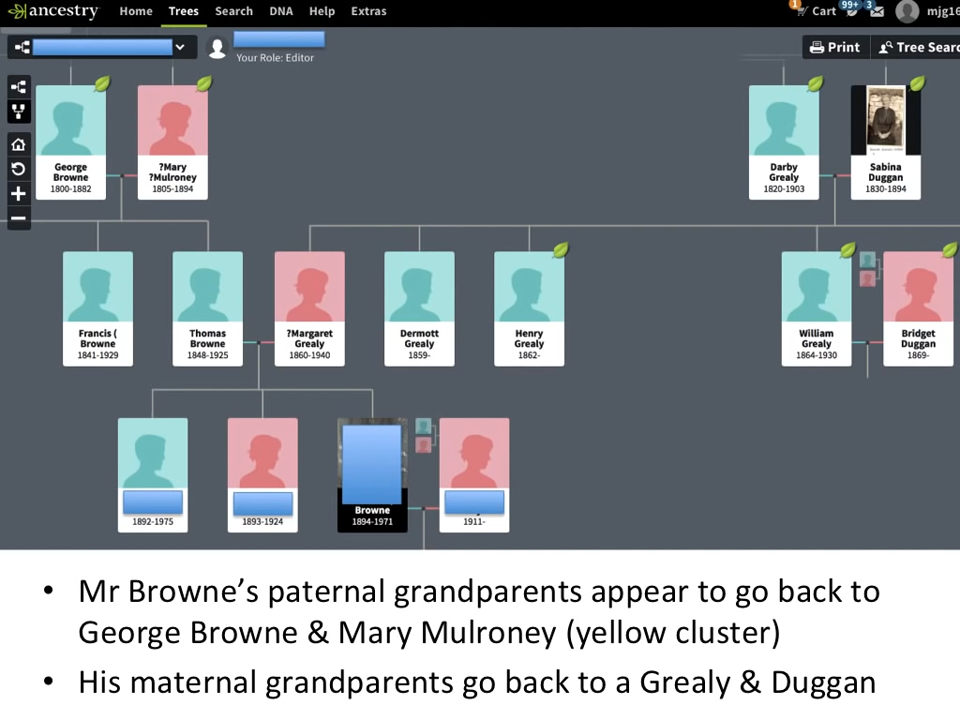 ancestry Home Trees Search DNA Help Extras 1 Cart 99+ 3 mjg16
Your Role: Editor
Print Tree Searc
George Browne 1800-1882
?Mary ?Mulroney 1805-1894
Darby Grealy 1820-1903
Sabina Duggan 1830-1894
Francis ( Browne 1841-1929
Thomas Browne 1848-1925
?Margaret Grealy 1860-1940
Dermott Grealy 1859-
Henry Grealy 1862-
William Grealy 1864-1930
Bridget Duggan 1869-
1892-1975
1893-1924
Browne 1894-1971
1911-
• Mr Browne’s paternal grandparents appear to go back to
George Browne & Mary Mulroney (yellow cluster)
• His maternal grandparents go back to a Grealy & Duggan